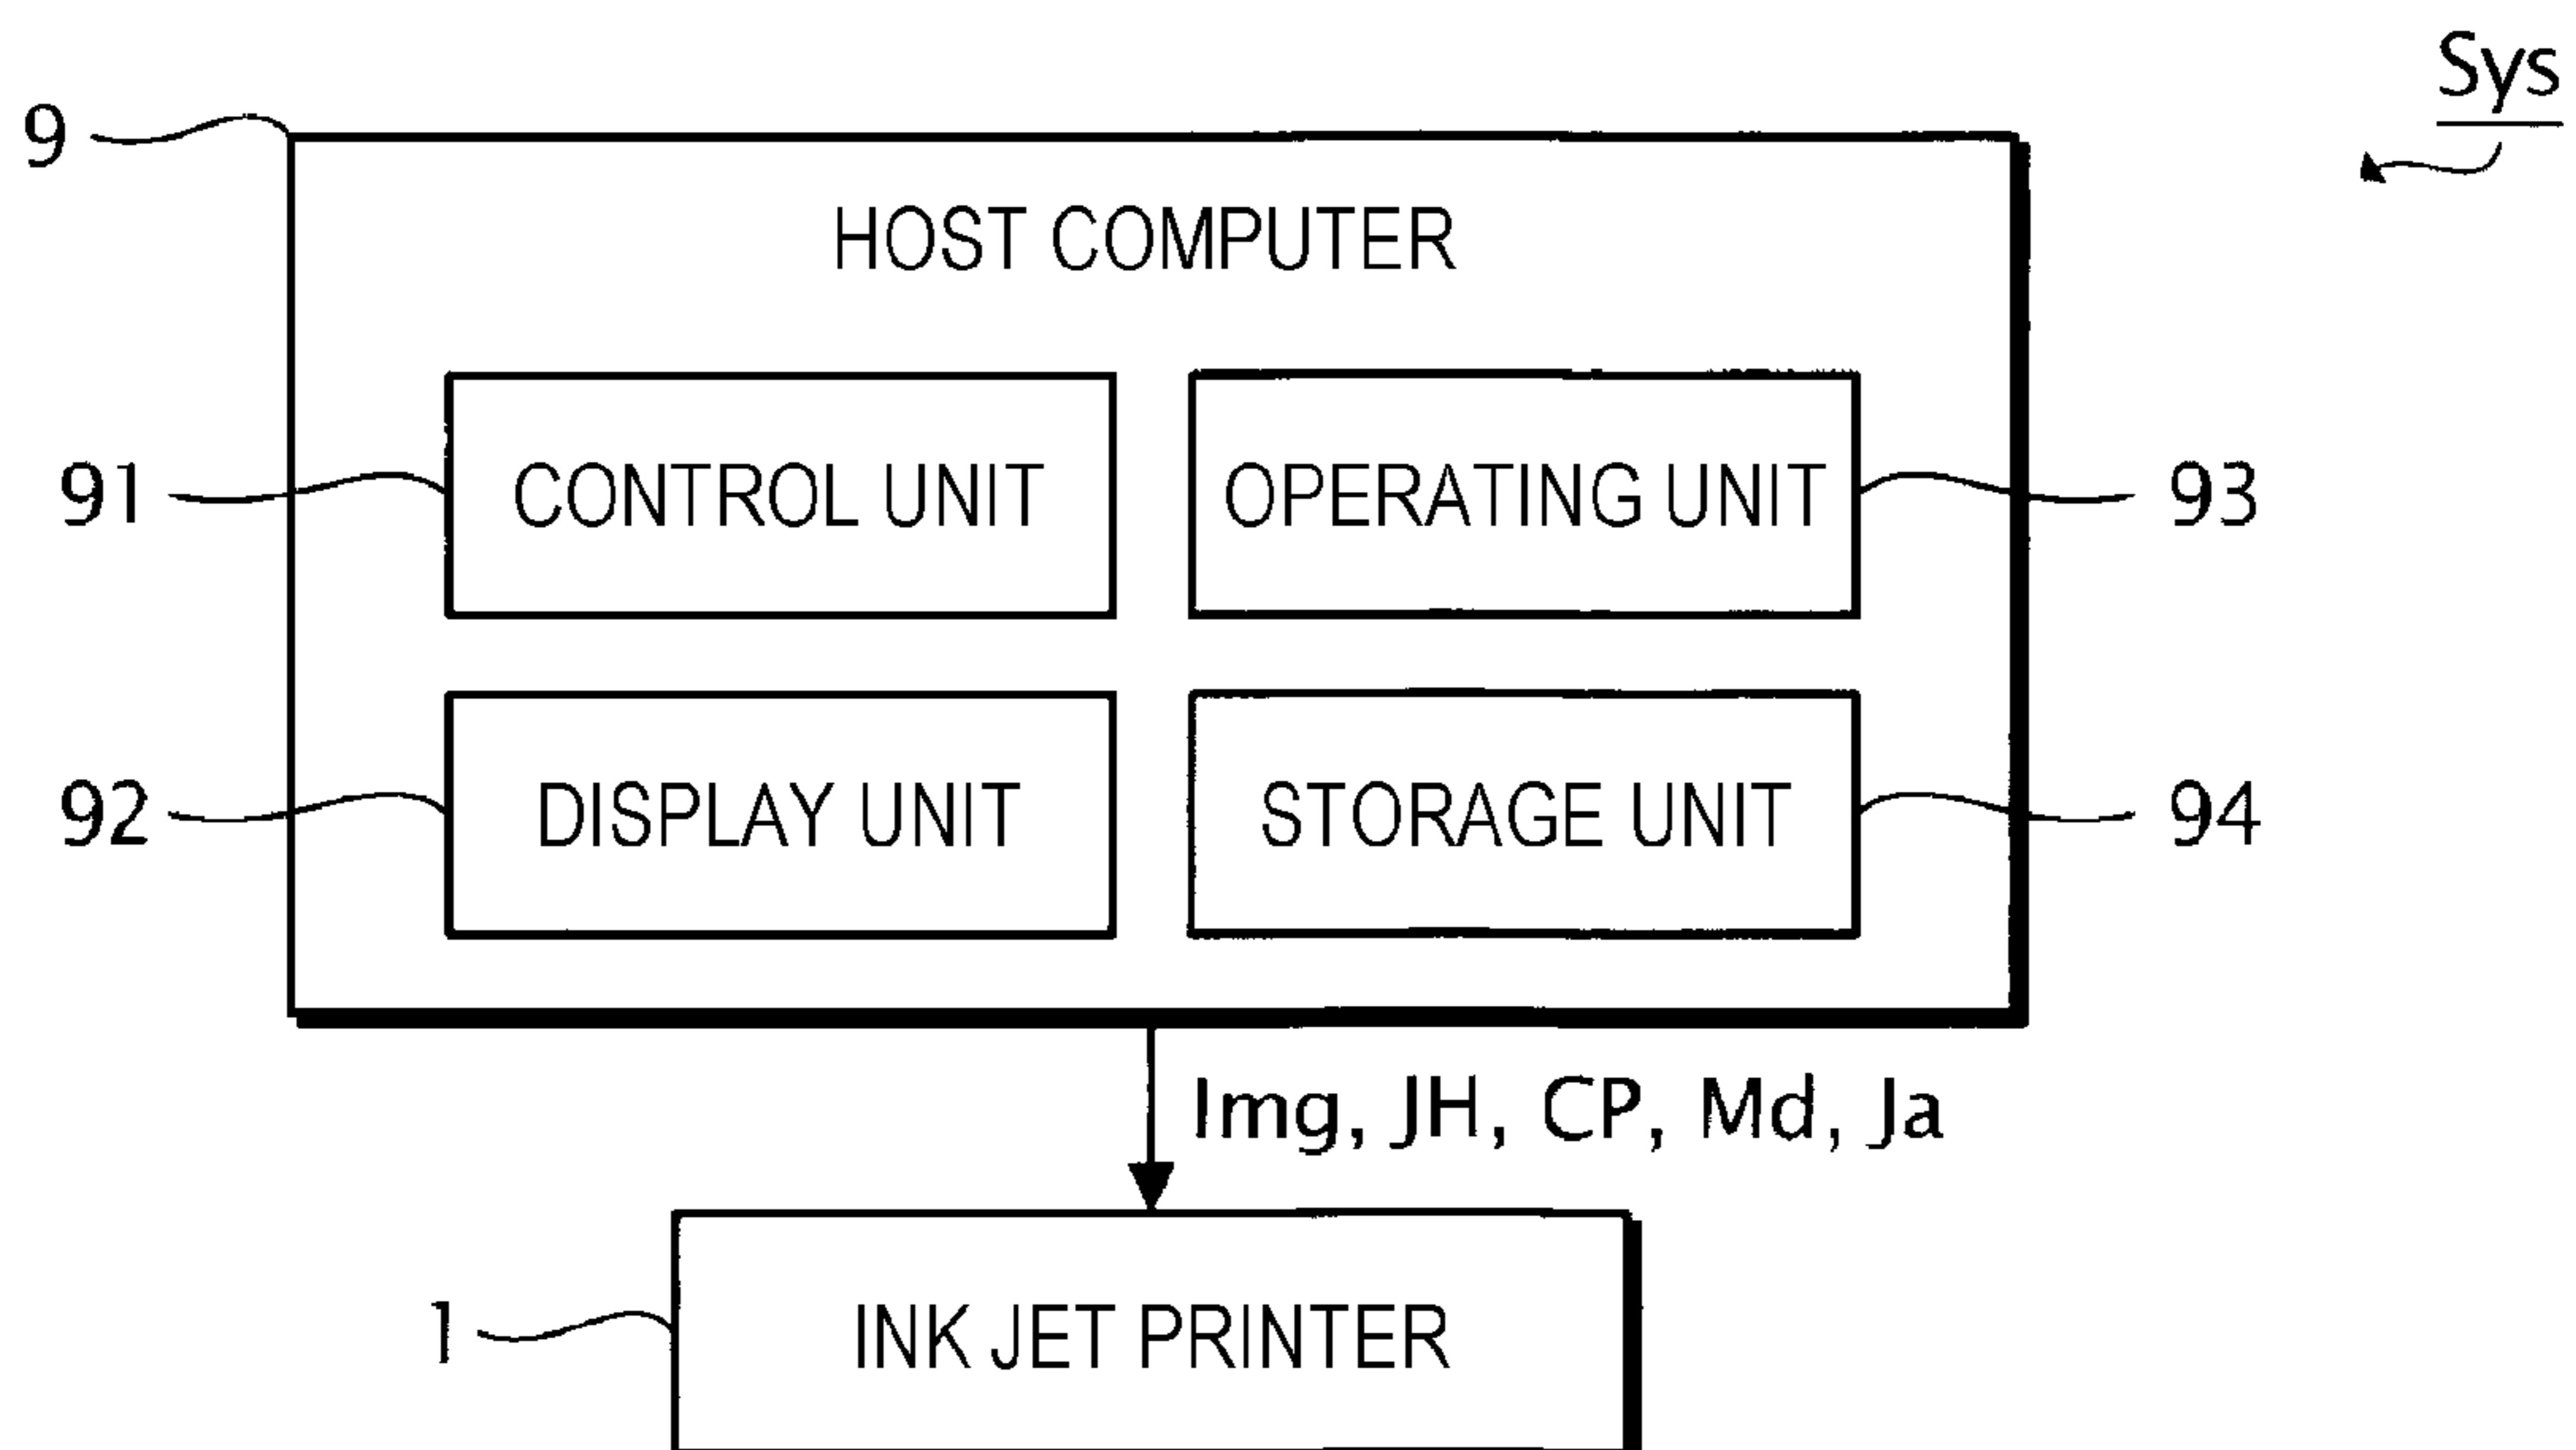 Sys
9
HOST COMPUTER
91 CONTROL UNIT OPERATING UNIT 93
92 DISPLAY UNIT STORAGE UNIT 94
Img, JH, CP, Md, Ja
1 INK JET PRINTER